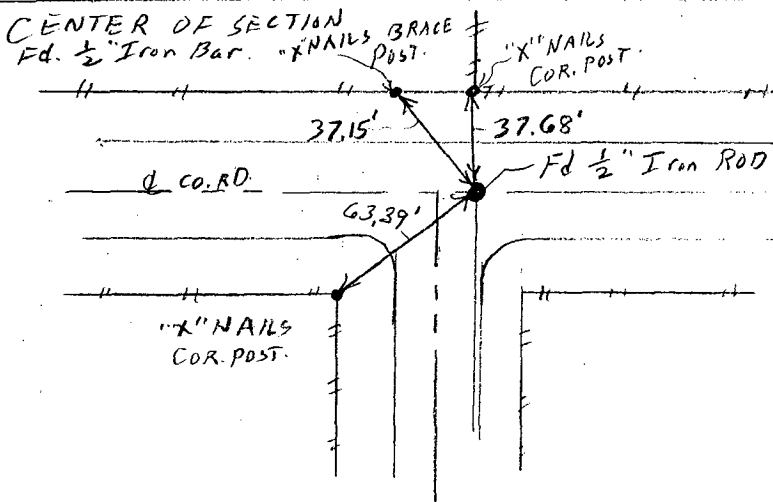 CENTER OF SECTION
Fd. 1/2" Iron Bar.
"X" NAILS BRACE
POST.
"X" NAILS
COR. POST.
37.15'
37.68'
Fd 1/2" Iron ROD
℄ CO. RD.
63.39'
"X" NAILS
COR. POST.